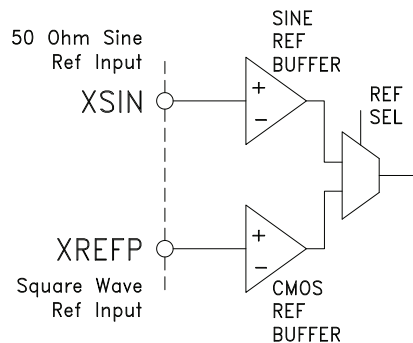 50 Ohm Sine
Ref Input
XSIN
SINE
REF
BUFFER
+
−
REF
SEL
XREFP
Square Wave
Ref Input
+
−
CMOS
REF
BUFFER